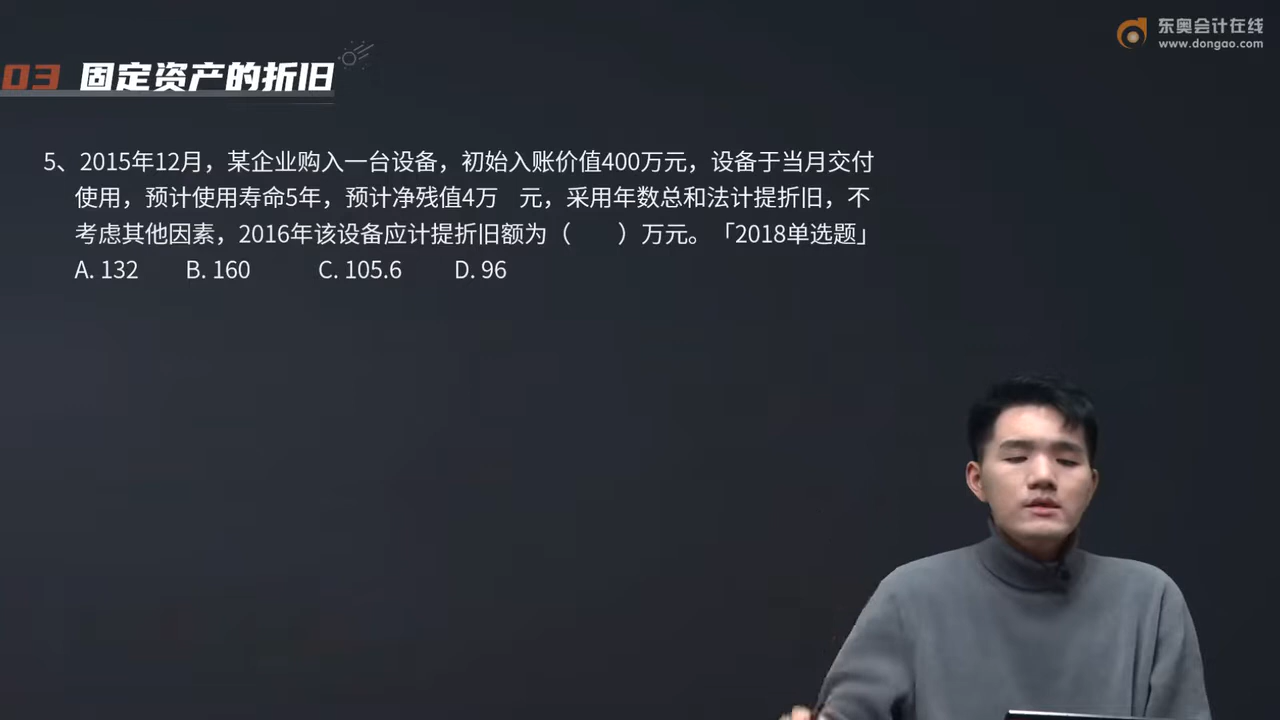 东奥会计在线
www.dongao.com
03 固定资产的折旧
5、2015年12月，某企业购入一台设备，初始入账价值400万元，设备于当月交付
使用，预计使用寿命5年，预计净残值4万　元，采用年数总和法计提折旧，不
考虑其他因素，2016年该设备应计提折旧额为（　　）万元。「2018单选题」
A. 132　B. 160　C. 105.6　D. 96